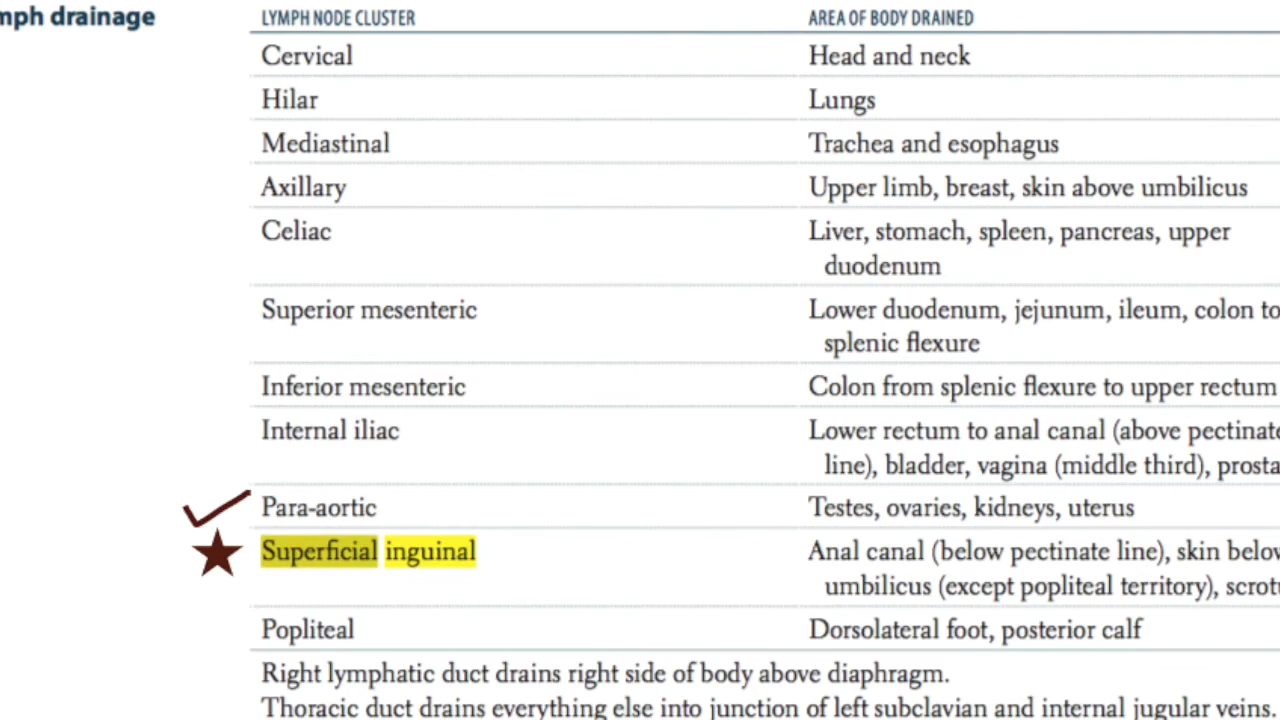 mph drainage
LYMPH NODE CLUSTER AREA OF BODY DRAINED
Cervical Head and neck
Hilar Lungs
Mediastinal Trachea and esophagus
Axillary Upper limb, breast, skin above umbilicus
Celiac Liver, stomach, spleen, pancreas, upper
duodenum
Superior mesenteric Lower duodenum, jejunum, ileum, colon to
splenic flexure
Inferior mesenteric Colon from splenic flexure to upper rectum
Internal iliac Lower rectum to anal canal (above pectinate
line), bladder, vagina (middle third), prosta
Para-aortic Testes, ovaries, kidneys, uterus
Superficial inguinal Anal canal (below pectinate line), skin below
umbilicus (except popliteal territory), scrotu
Popliteal Dorsolateral foot, posterior calf
Right lymphatic duct drains right side of body above diaphragm.
Thoracic duct drains everything else into junction of left subclavian and internal jugular veins.